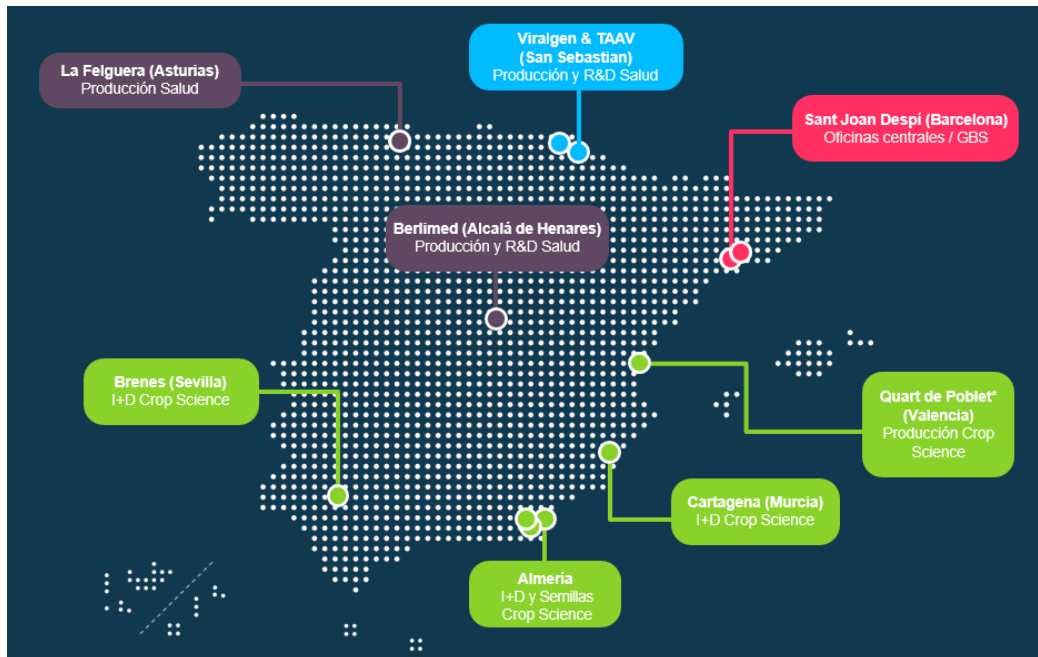 Viralgen & TAAV
(San Sebastian)
Producción y R&D Salud
La Felguera (Asturias)
Producción Salud
Sant Joan Despí (Barcelona)
Oficinas centrales / GBS
Berlimed (Alcalá de Henares)
Producción y R&D Salud
Brenes (Sevilla)
I+D Crop Science
Quart de Poblet*
(Valencia)
Producción Crop
Science
Cartagena (Murcia)
I+D Crop Science
Almería
I+D y Semillas
Crop Science